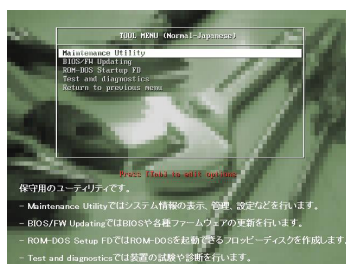 TOOL MENU (Normal-Japanese)
Maintenance Utility
BIOS/FW Updating
ROM-DOS Startup FD
Test and diagnostics
Return to previous menu
Press [Tab] to edit options
保守用のユーティリティです。
- Maintenance Utilityではシステム情報の表示、管理、設定などを行います。
- BIOS/FW UpdatingではBIOSや各種ファームウェアの更新を行います。
- ROM-DOS Setup FDではROM-DOSを起動できるフロッピーディスクを作成します。
- Test and diagnosticsでは装置の試験や診断を行います。